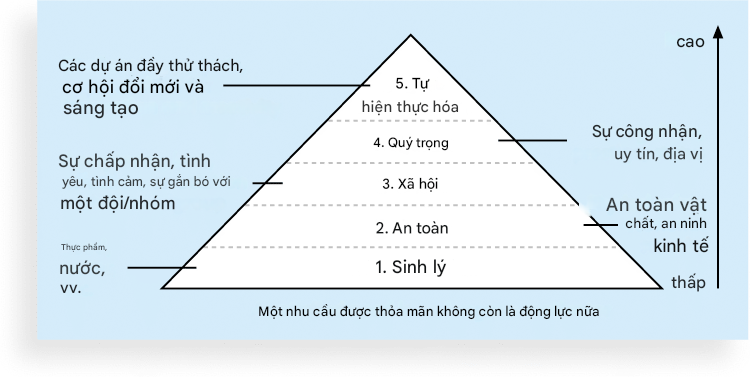 cao
Các dự án đầy thử thách,
cơ hội đổi mới và
sáng tạo
5. Tự
hiện thực hóa
4. Quý trọng
Sự công nhận,
uy tín, địa vị
Sự chấp nhận, tình
yêu, tình cảm, sự gắn bó với
một đội/nhóm
3. Xã hội
2. An toàn
An toàn vật
chất, an ninh
kinh tế
Thực phẩm,
nước,
vv.
1. Sinh lý
thấp
Một nhu cầu được thỏa mãn không còn là động lực nữa